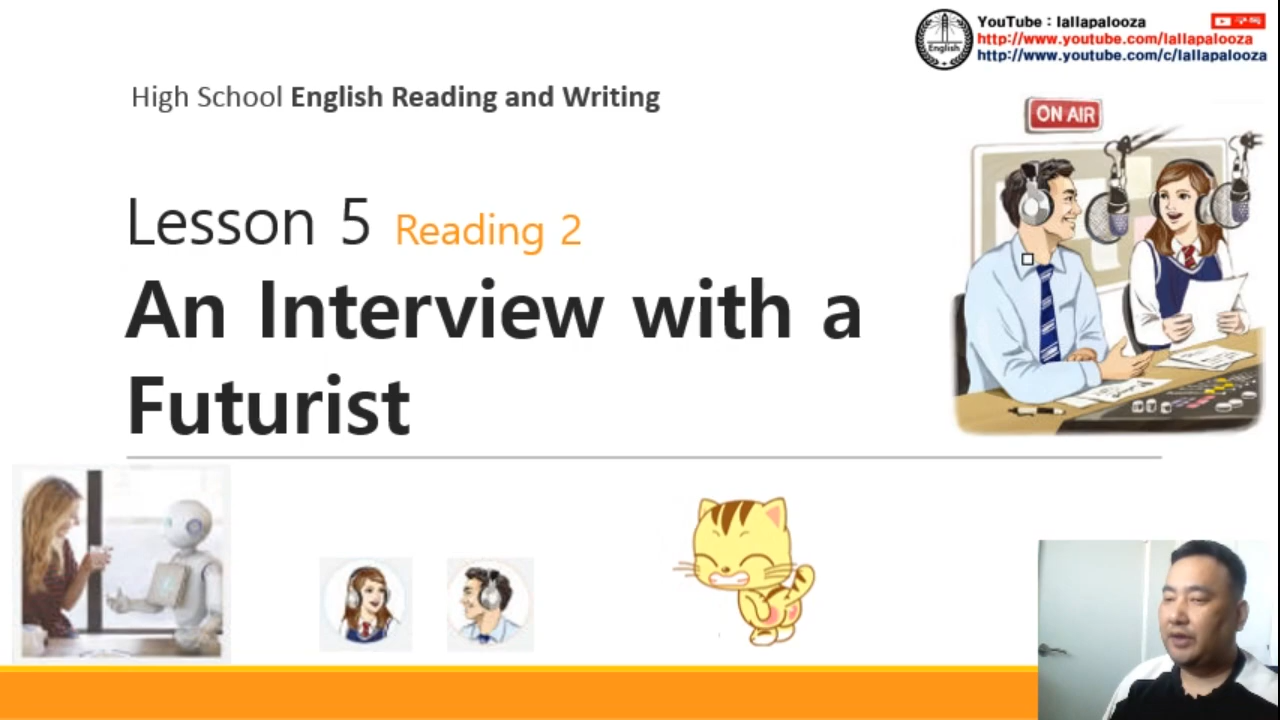 YouTube : lallapalooza
http://www.youtube.com/lallapalooza
English
http://www.youtube.com/c/lallapalooza
High School English Reading and Writing
ON AIR
Lesson 5 Reading 2
An Interview with a
Futurist